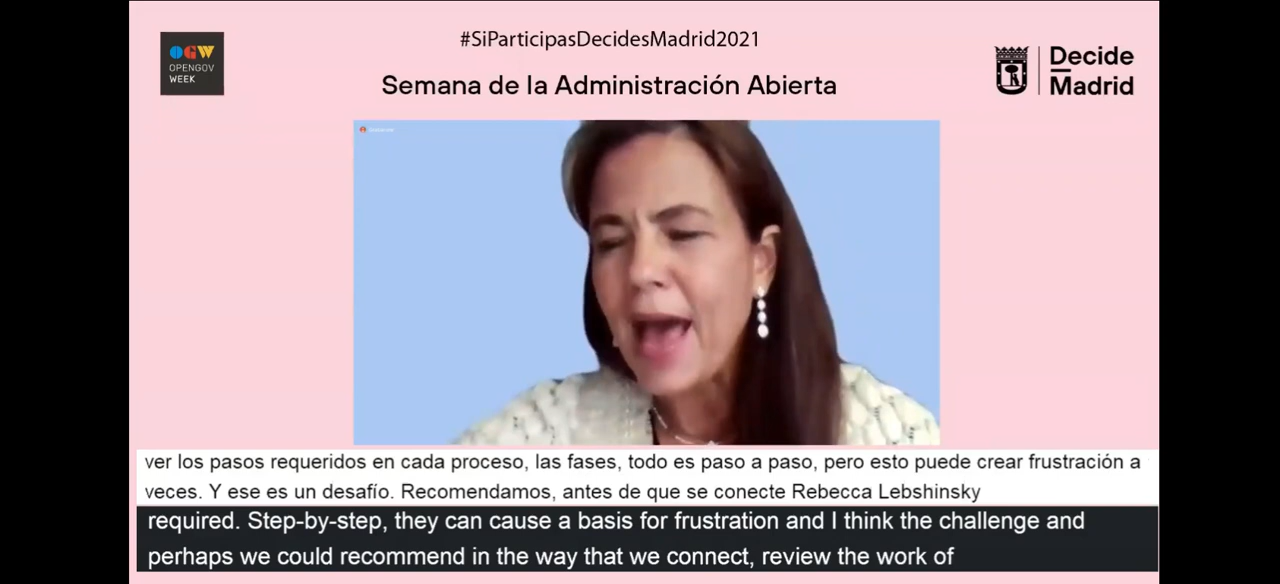 #SiParticipasDecidesMadrid2021
OGW
OPENGOV
WEEK
Semana de la Administración Abierta
Decide
Madrid
ver los pasos requeridos en cada proceso, las fases, todo es paso a paso, pero esto puede crear frustración a
veces. Y ese es un desafío. Recomendamos, antes de que se conecte Rebecca Lebshinsky
required. Step-by-step, they can cause a basis for frustration and I think the challenge and
perhaps we could recommend in the way that we connect, review the work of